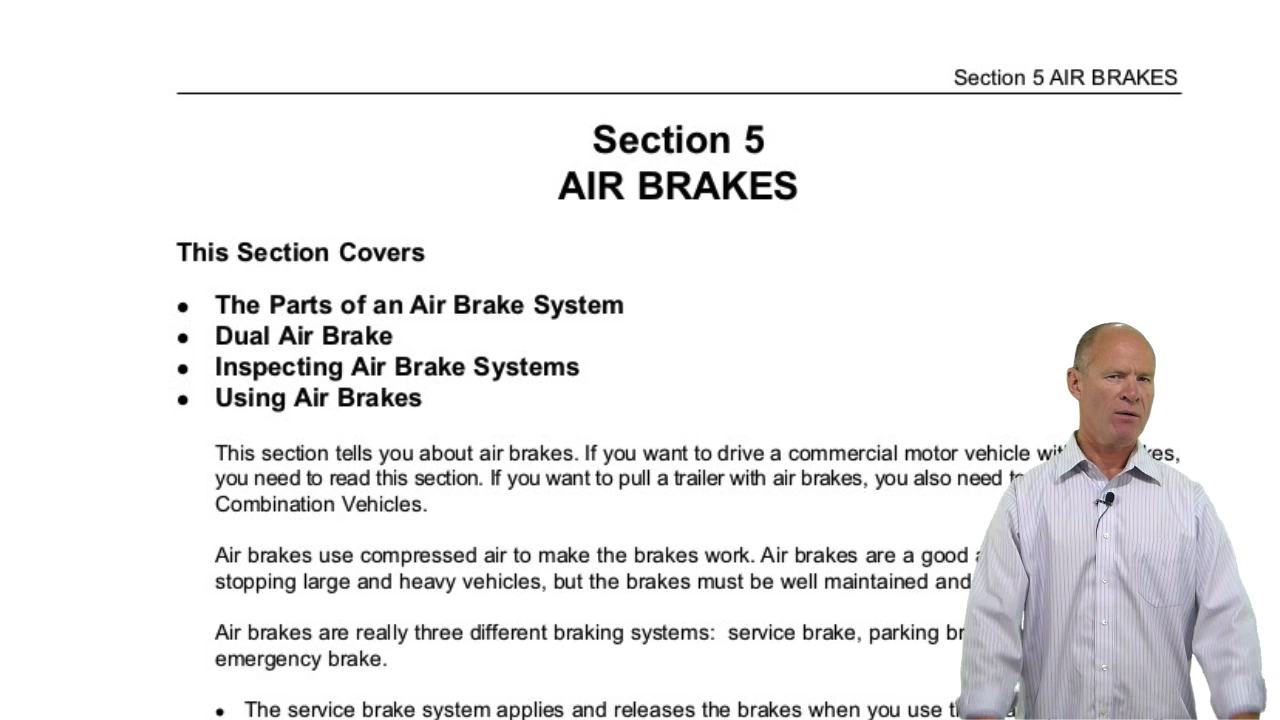 Section 5 AIR BRAKES
Section 5
AIR BRAKES
This Section Covers
• The Parts of an Air Brake System
• Dual Air Brake
• Inspecting Air Brake Systems
• Using Air Brakes
This section tells you about air brakes. If you want to drive a commercial motor vehicle
you need to read this section. If you want to pull a trailer with air brakes, you also need
Combination Vehicles.
Air brakes use compressed air to make the brakes work. Air brakes are a good
stopping large and heavy vehicles, but the brakes must be well maintained and
Air brakes are really three different braking systems: service brake, parking
emergency brake.
• The service brake system applies and releases the brakes when you use